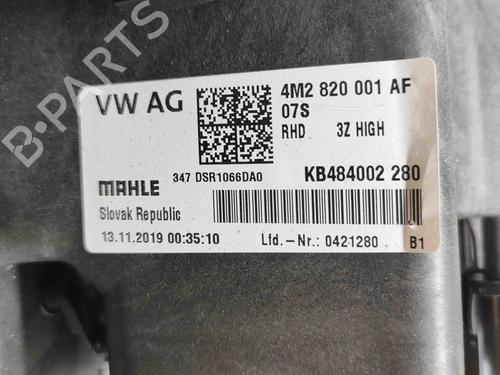 VW AG
4M2 820 001 AF
07S
RHD 3Z HIGH
347 DSR1066DA0
KB484002 280
MAHLE
Slovak Republic
13.11.2019 00:35:10 Lfd.-Nr.: 0421280 B1
B-PARTS